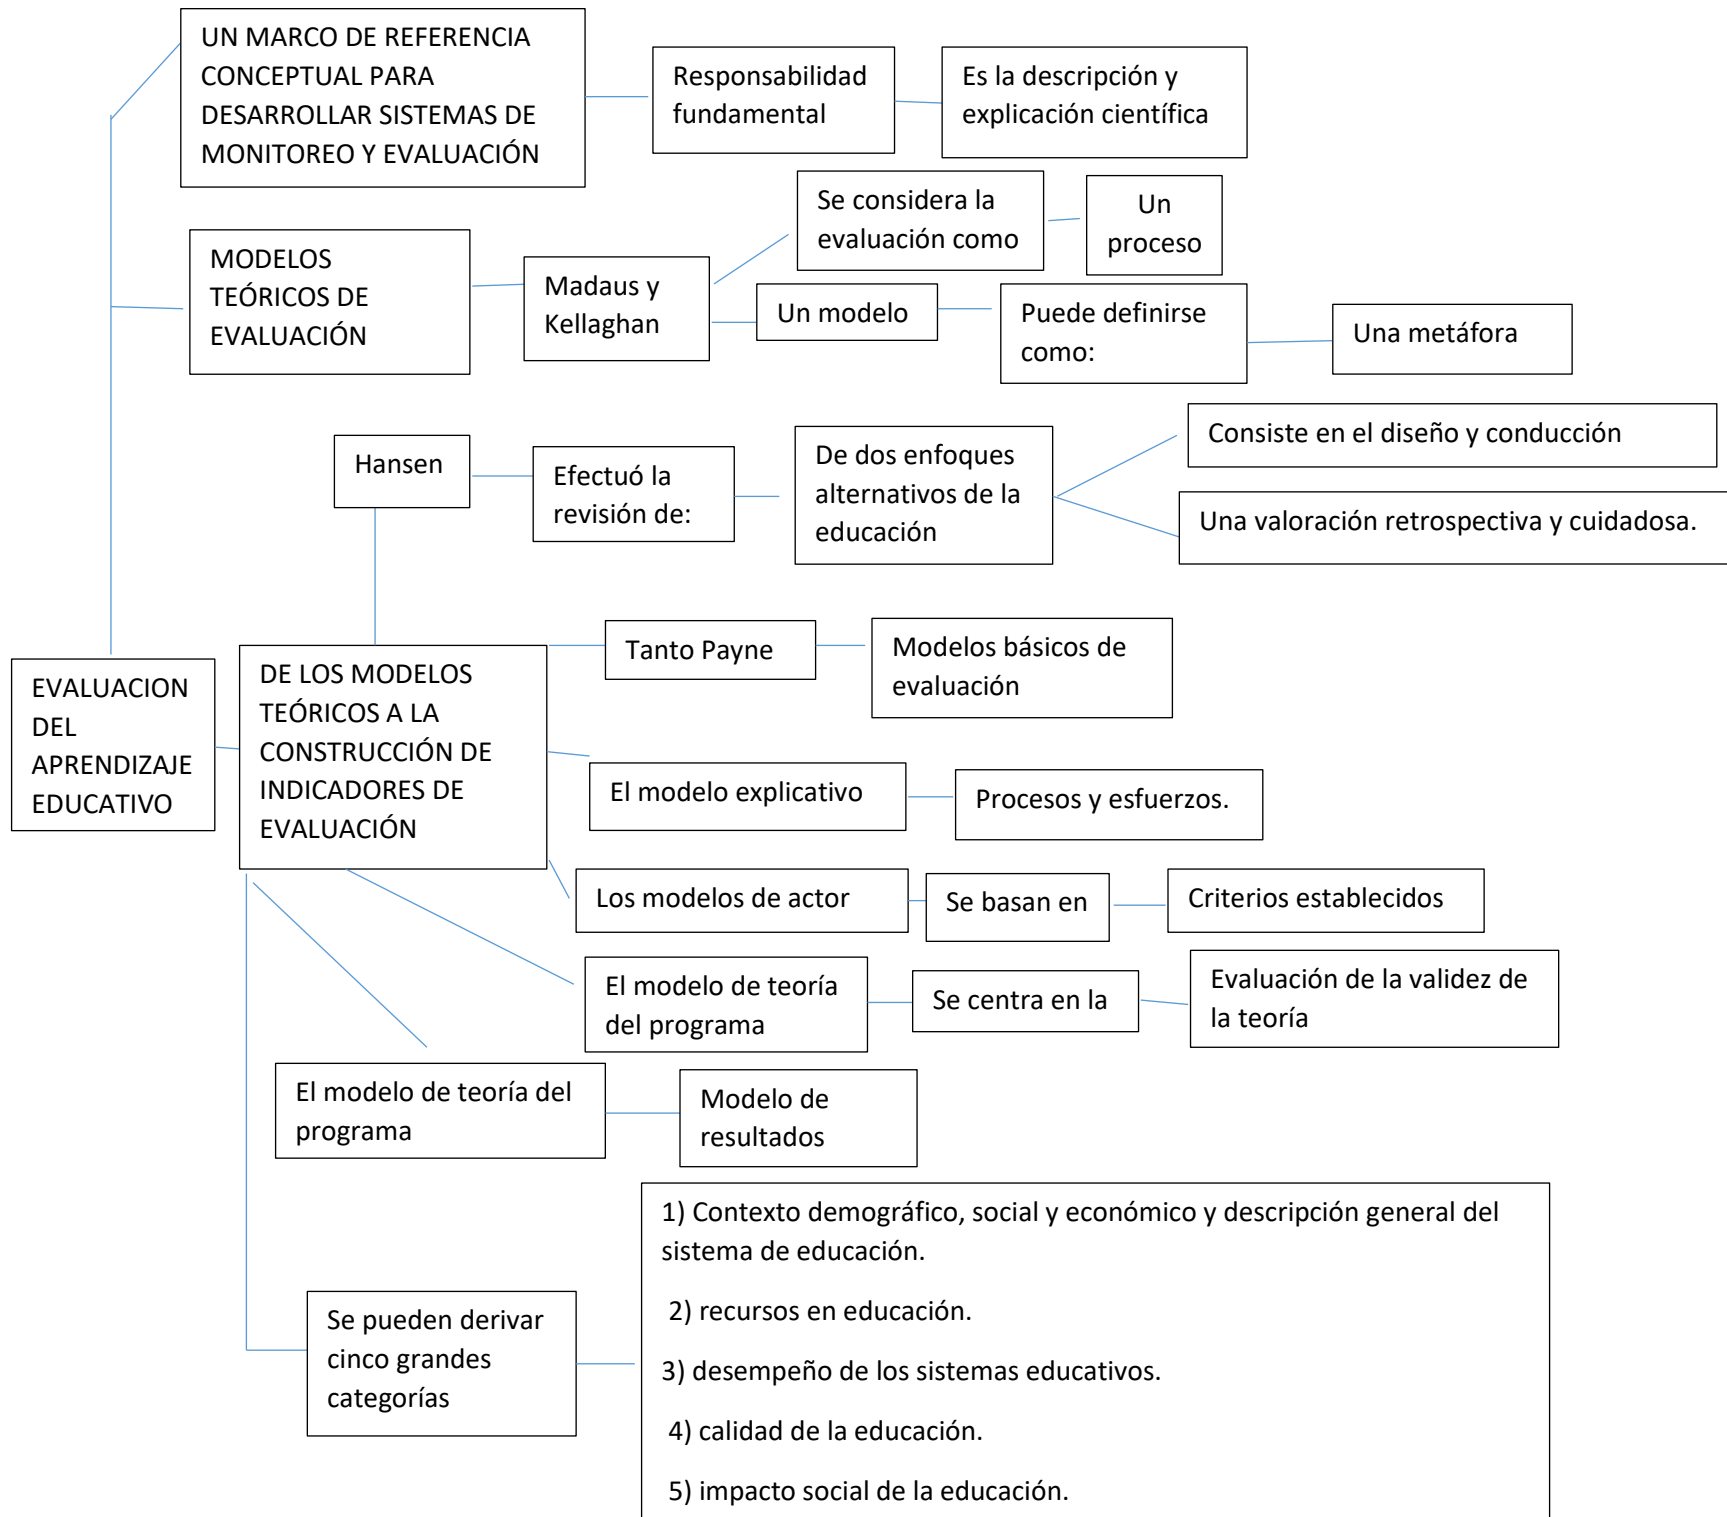 UN MARCO DE REFERENCIA
CONCEPTUAL PARA
DESARROLLAR SISTEMAS DE
MONITOREO Y EVALUACIÓN
Responsabilidad
fundamental
Es la descripción y
explicación científica
MODELOS
TEÓRICOS DE
EVALUACIÓN
Madaus y
Kellaghan
Se considera la
evaluación como
Un
proceso
Un modelo
Puede definirse
como:
Una metáfora
Hansen
Efectuó la
revisión de:
De dos enfoques
alternativos de la
educación
Consiste en el diseño y conducción
Una valoración retrospectiva y cuidadosa.
EVALUACION
DEL
APRENDIZAJE
EDUCATIVO
DE LOS MODELOS
TEÓRICOS A LA
CONSTRUCCIÓN DE
INDICADORES DE
EVALUACIÓN
Tanto Payne
Modelos básicos de
evaluación
El modelo explicativo
Procesos y esfuerzos.
Los modelos de actor
Se basan en
Criterios establecidos
El modelo de teoría
del programa
Se centra en la
Evaluación de la validez de
la teoría
El modelo de teoría del
programa
Modelo de
resultados
Se pueden derivar
cinco grandes
categorías
1) Contexto demográfico, social y económico y descripción general del
sistema de educación.
2) recursos en educación.
3) desempeño de los sistemas educativos.
4) calidad de la educación.
5) impacto social de la educación.